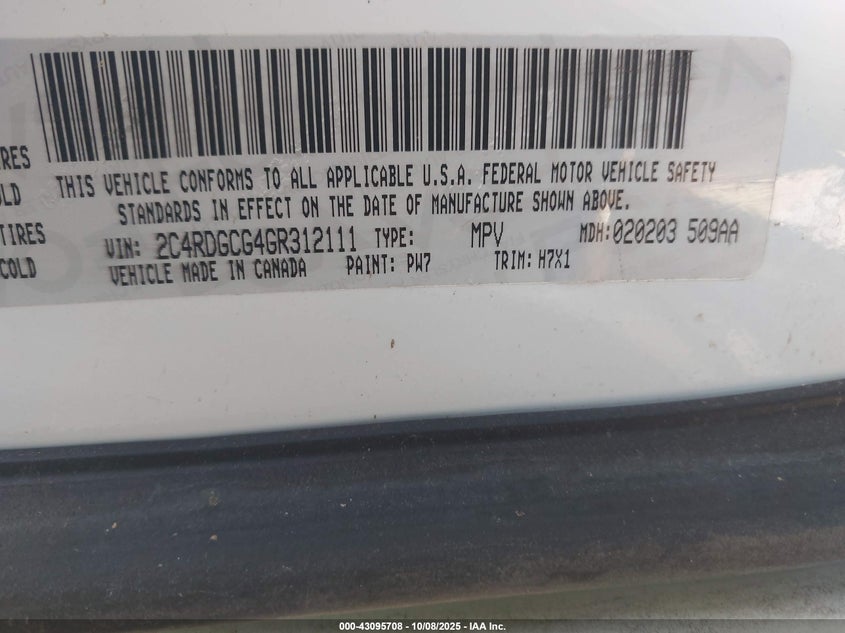 IRES
THIS VEHICLE CONFORMS TO ALL APPLICABLE U.S.A. FEDERAL MOTOR VEHICLE SAFETY
OLD
STANDARDS IN EFFECT ON THE DATE OF MANUFACTURE SHOWN ABOVE.
TIRES
VIN: 2C4RDGCG4GR312111 TYPE: MPV MDH: 020203 509AA
COLD
VEHICLE MADE IN CANADA PAINT: PW7 TRIM: H7X1
000-43095708 - 10/08/2025 - IAA Inc.